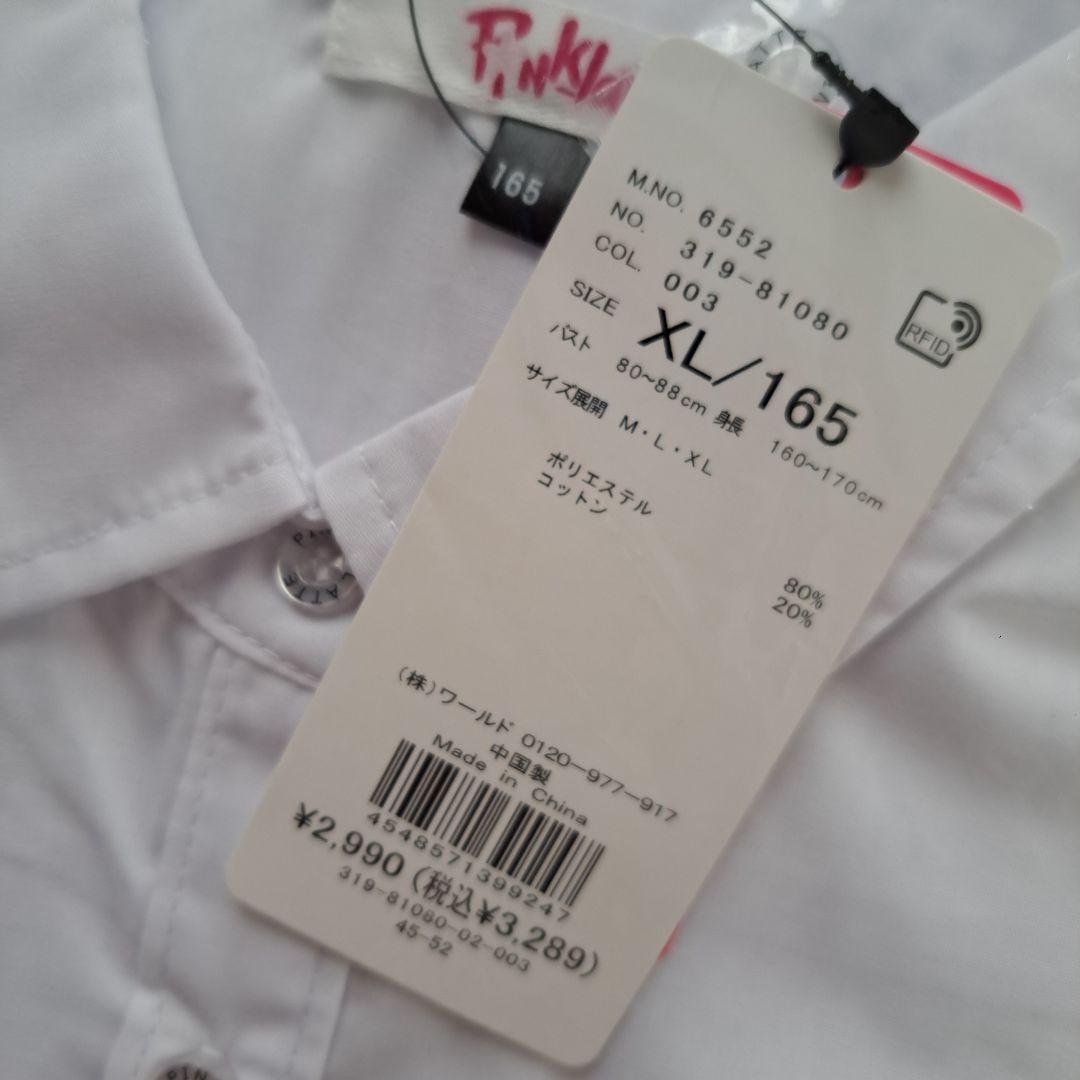 165
M.NO. 6552
NO. 319-81080
COL. 003
SIZE XL/165
バスト 80~88cm 身長 160~170cm
サイズ展開 M・L・XL
ポリエステル 80%
コットン 20%
RFID
(株)ワールド 0120-977-917
中国製
Made in China
4548571399247
¥2,990 (税込¥3,289)
319-81080-02-003
45-52
LATTE